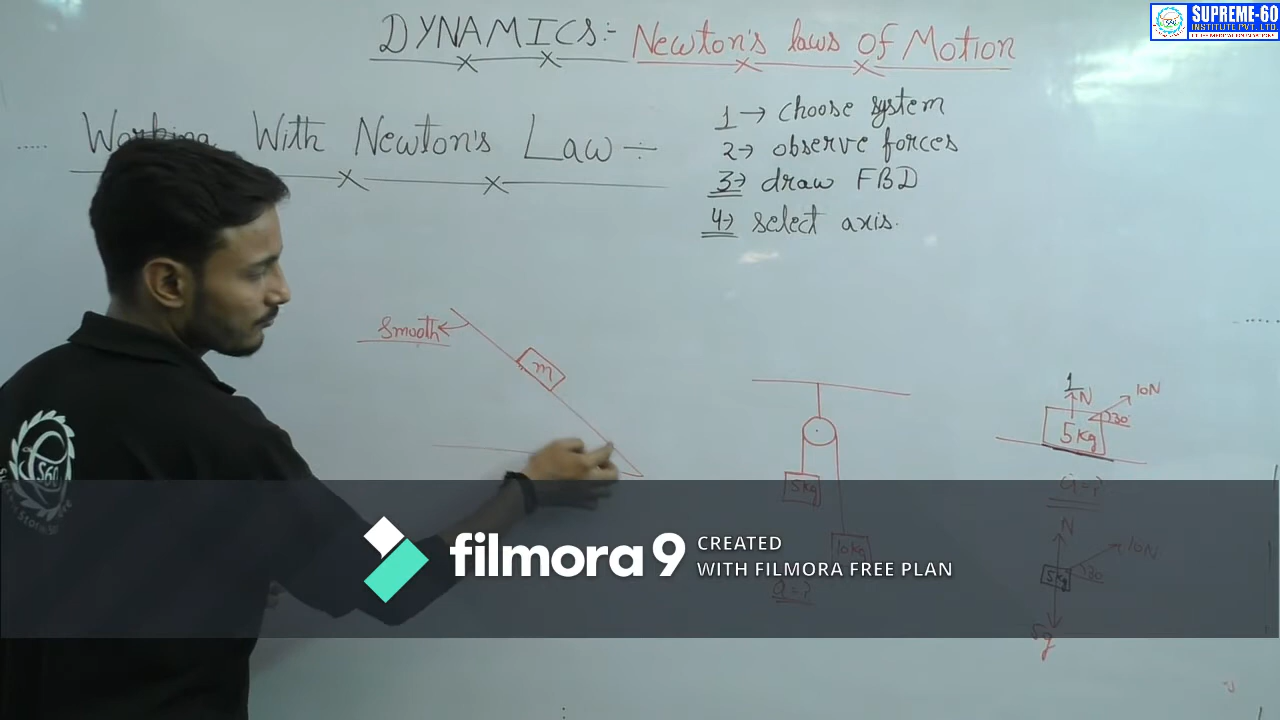 SUPREME-60
INSTITUTE PVT. LTD.
DYNAMICS:- Newton's laws of Motion
Working With Newton's Law :-
1 → choose system
2→ observe forces
3→ draw FBD
4→ select axis.
smooth
m
N
10N
30
5kg
a=?
5kg
10kg
a=?
N
10N
30
5kg
5g
filmora 9
CREATED
WITH FILMORA FREE PLAN